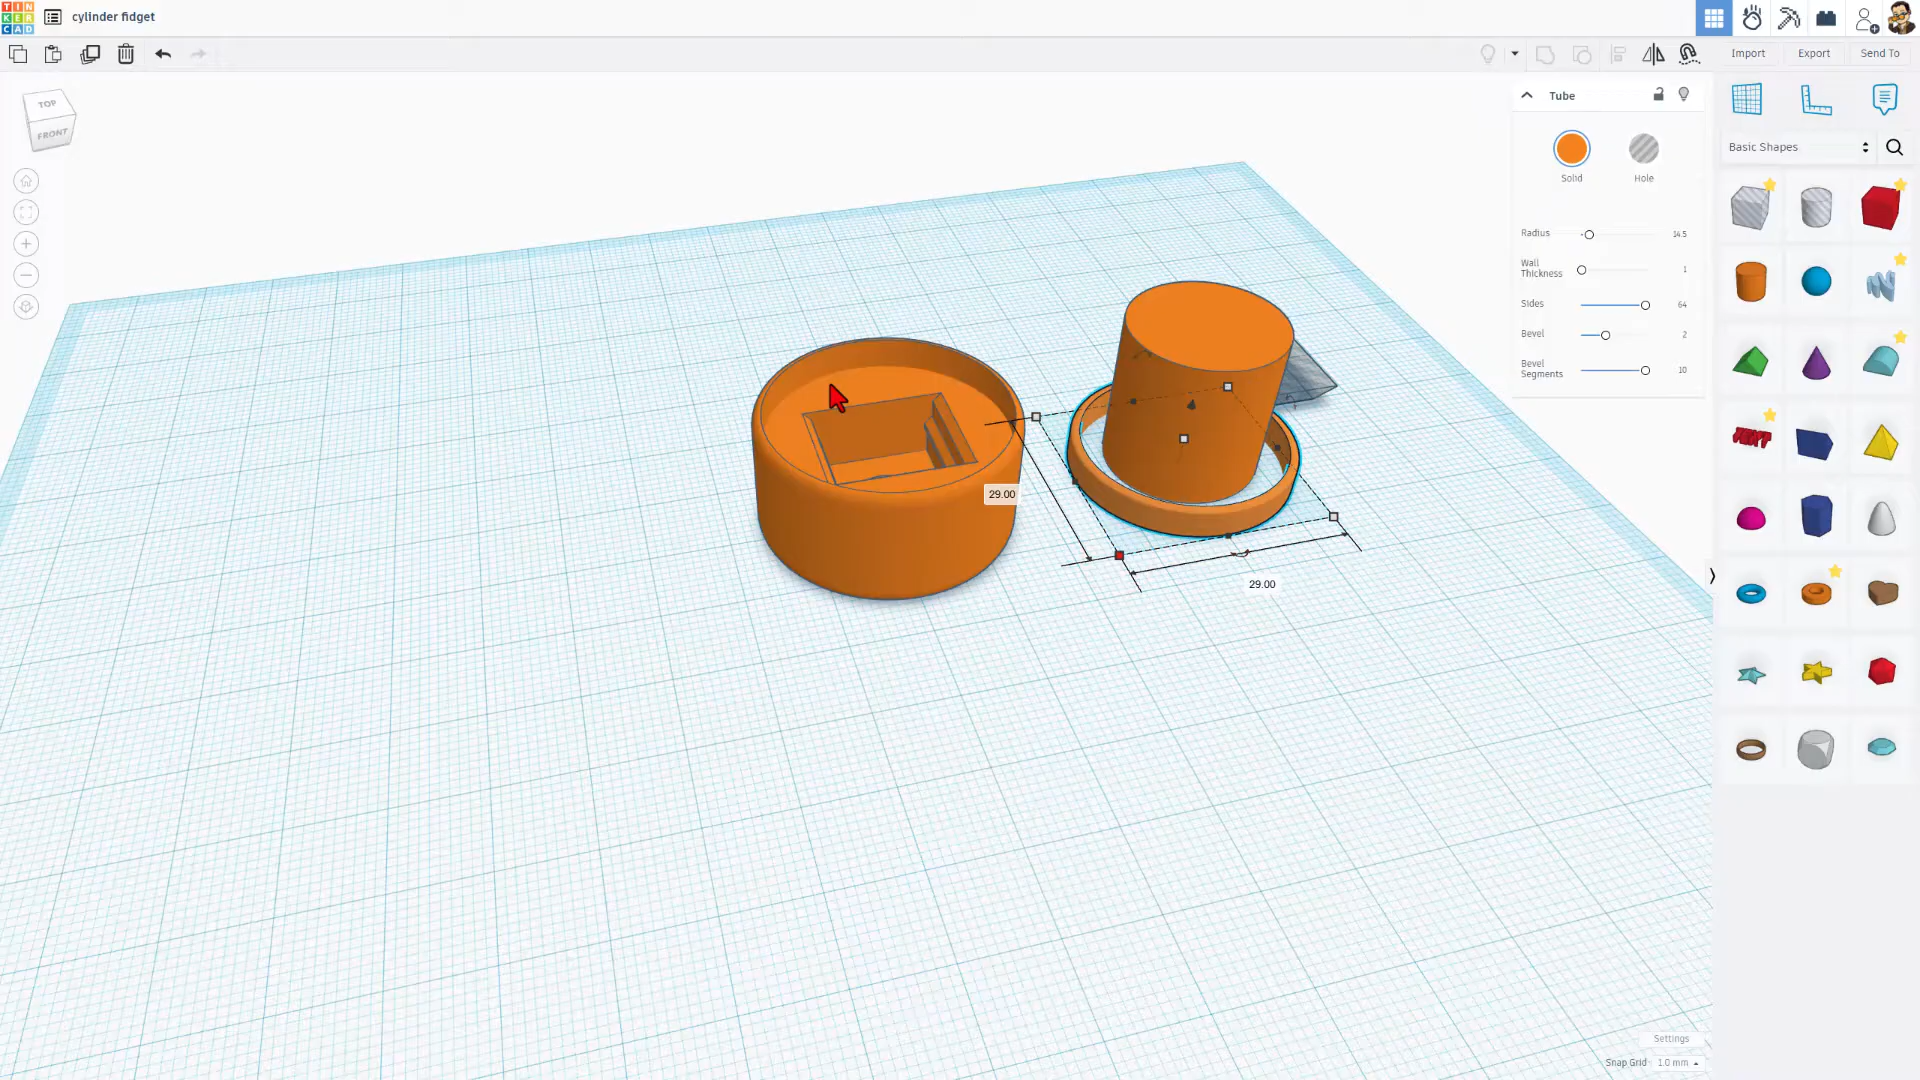 TIN
KER
CAD
cylinder fidget
Import
Export
Send To
TOP
FRONT
Tube
Solid
Hole
Radius
14.5
Wall
Thickness
1
Sides
64
Bevel
2
Bevel
Segments
10
Basic Shapes
29.00
29.00
Settings
Snap Grid
1.0 mm